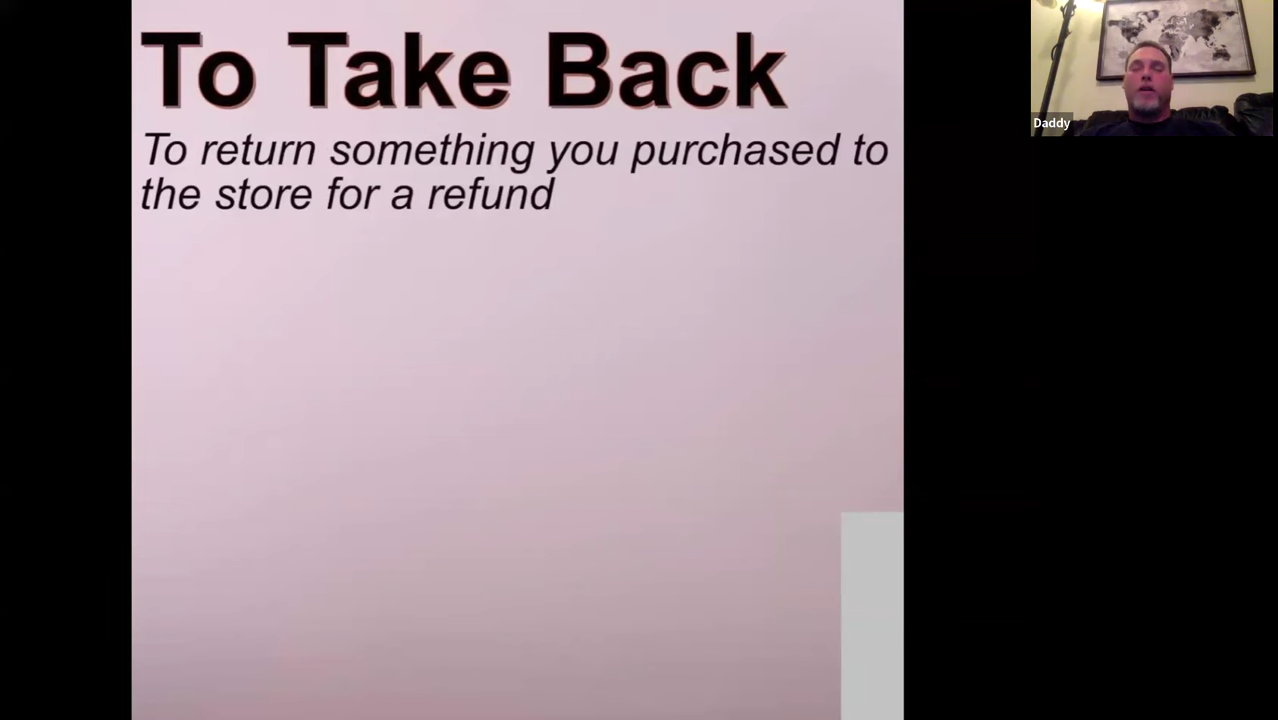 To Take Back
To return something you purchased to
the store for a refund
Daddy